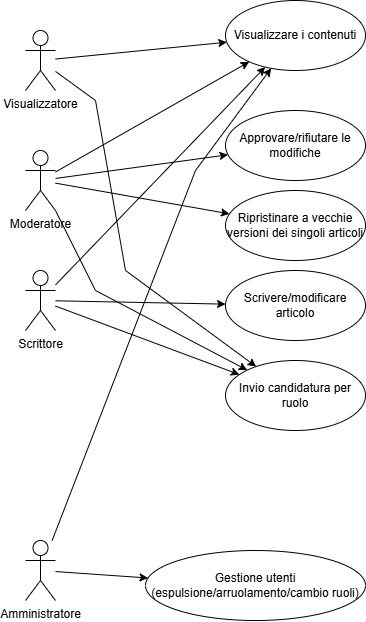 Visualizzare i contenuti
Visualizzatore
Approvare/rifiutare le
modifiche
Moderatore
Ripristinare a vecchie
versioni dei singoli articoli
Scrivere/modificare
articolo
Scrittore
Invio candidatura per
ruolo
Gestione utenti
(espulsione/arruolamento/cambio ruoli)
Amministratore